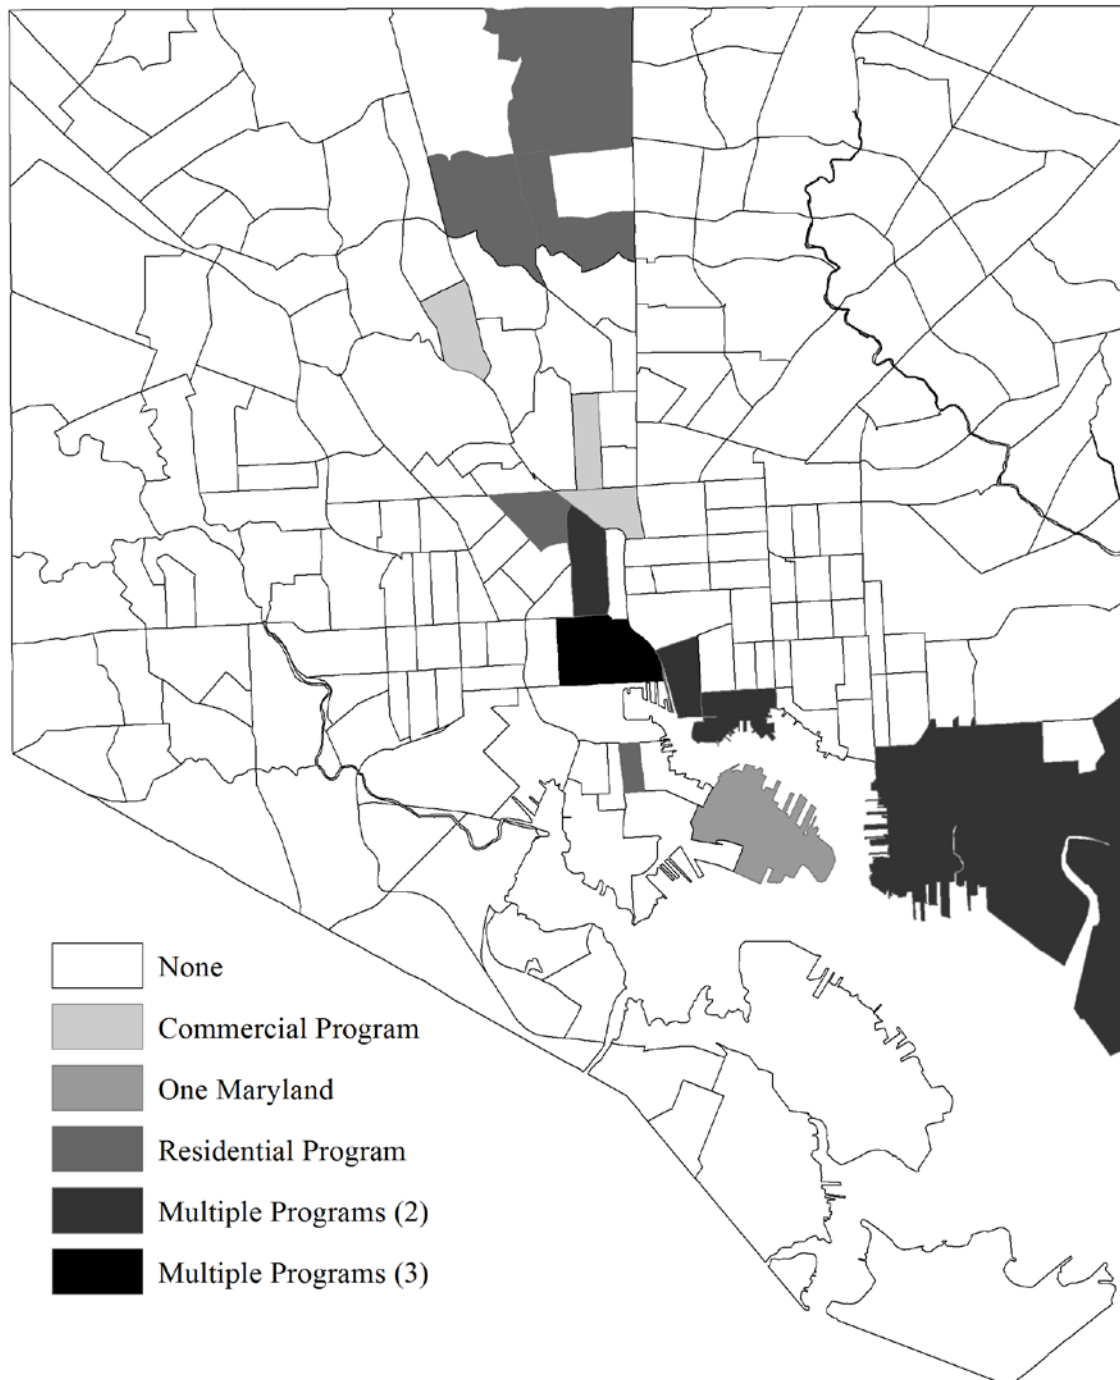 None
Commercial Program
One Maryland
Residential Program
Multiple Programs (2)
Multiple Programs (3)